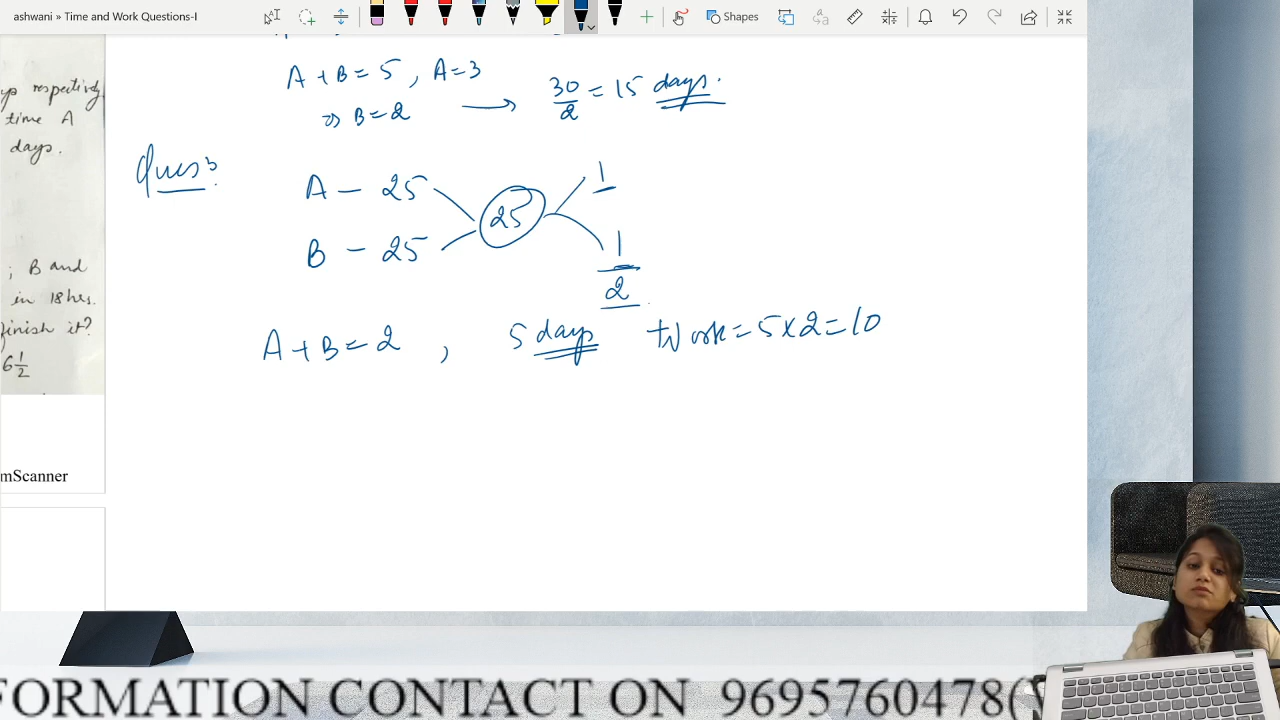 ashwani » Time and Work Questions-I
Shapes
A + B = 5 , A = 3
⇒ B = 2 → 30/2 = 15 days.
respectively
time A
days.
Ques:
A — 25
1
25
B — 25
1
2
A + B = 2 , 5 days Work = 5 x 2 = 10
; B and
in 18 hrs.
finish it?
6 1/2
mScanner
FORMATION CONTACT ON 9695760478(